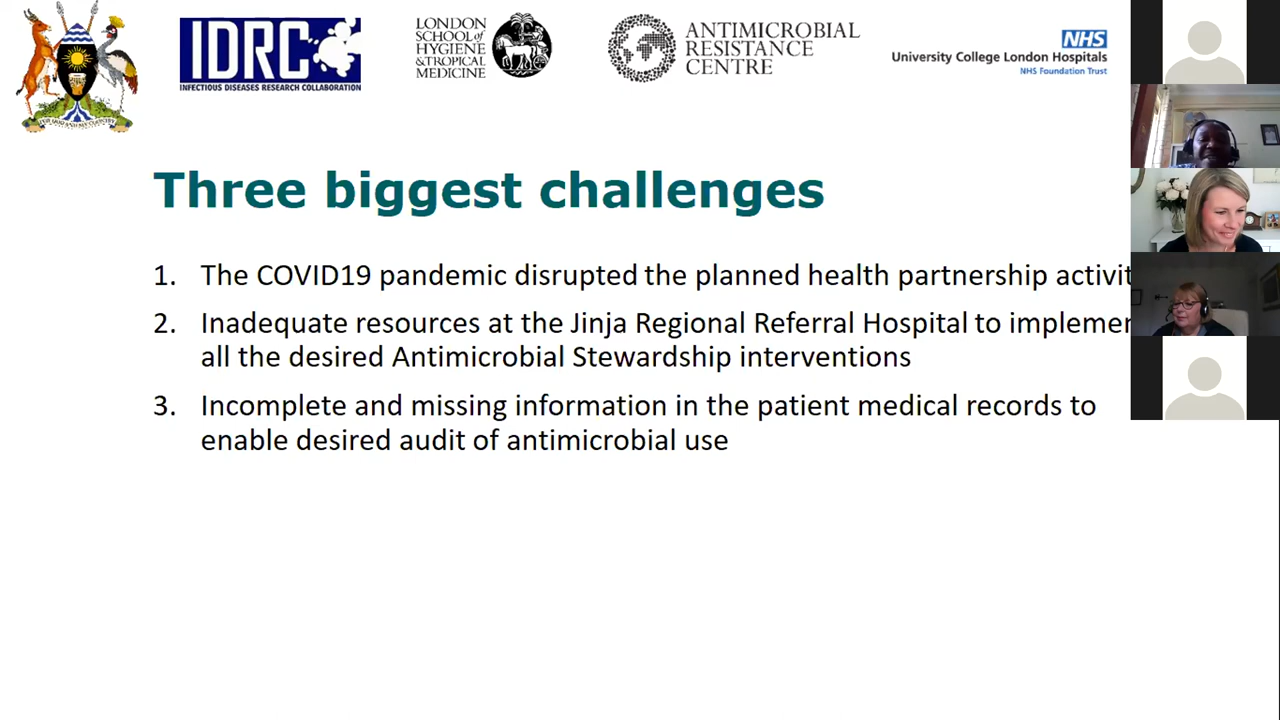 IDRC
INFECTIOUS DISEASES RESEARCH COLLABORATION
LONDON
SCHOOL of
HYGIENE
& TROPICAL
MEDICINE
ANTIMICROBIAL
RESISTANCE
CENTRE
NHS
University College London Hospitals
NHS Foundation Trust
Three biggest challenges
1. The COVID19 pandemic disrupted the planned health partnership activit
2. Inadequate resources at the Jinja Regional Referral Hospital to implemen
all the desired Antimicrobial Stewardship interventions
3. Incomplete and missing information in the patient medical records to
enable desired audit of antimicrobial use